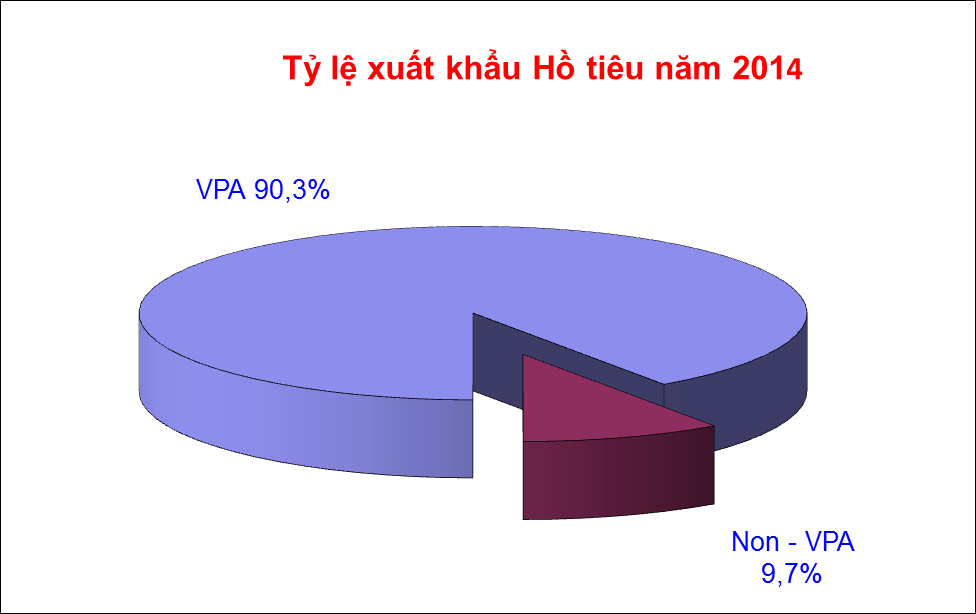 Tỷ lệ xuất khẩu Hồ tiêu năm 2014
VPA 90,3%
Non - VPA
9,7%